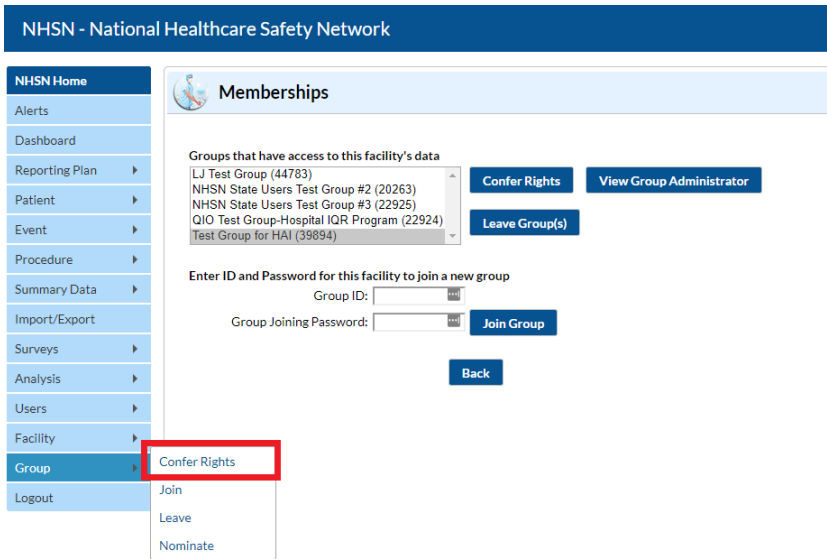 NHSN - National Healthcare Safety Network
NHSN Home
Alerts
Dashboard
Reporting Plan
Patient
Event
Procedure
Summary Data
Import/Export
Surveys
Analysis
Users
Facility
Group
Logout
Confer Rights
Join
Leave
Nominate
Memberships
Groups that have access to this facility's data
LJ Test Group (44783)
NHSN State Users Test Group #2 (20263)
NHSN State Users Test Group #3 (22925)
QIO Test Group-Hospital IQR Program (22924)
Test Group for HAI (39894)
Confer Rights
View Group Administrator
Leave Group(s)
Enter ID and Password for this facility to join a new group
Group ID:
Group Joining Password:
Join Group
Back